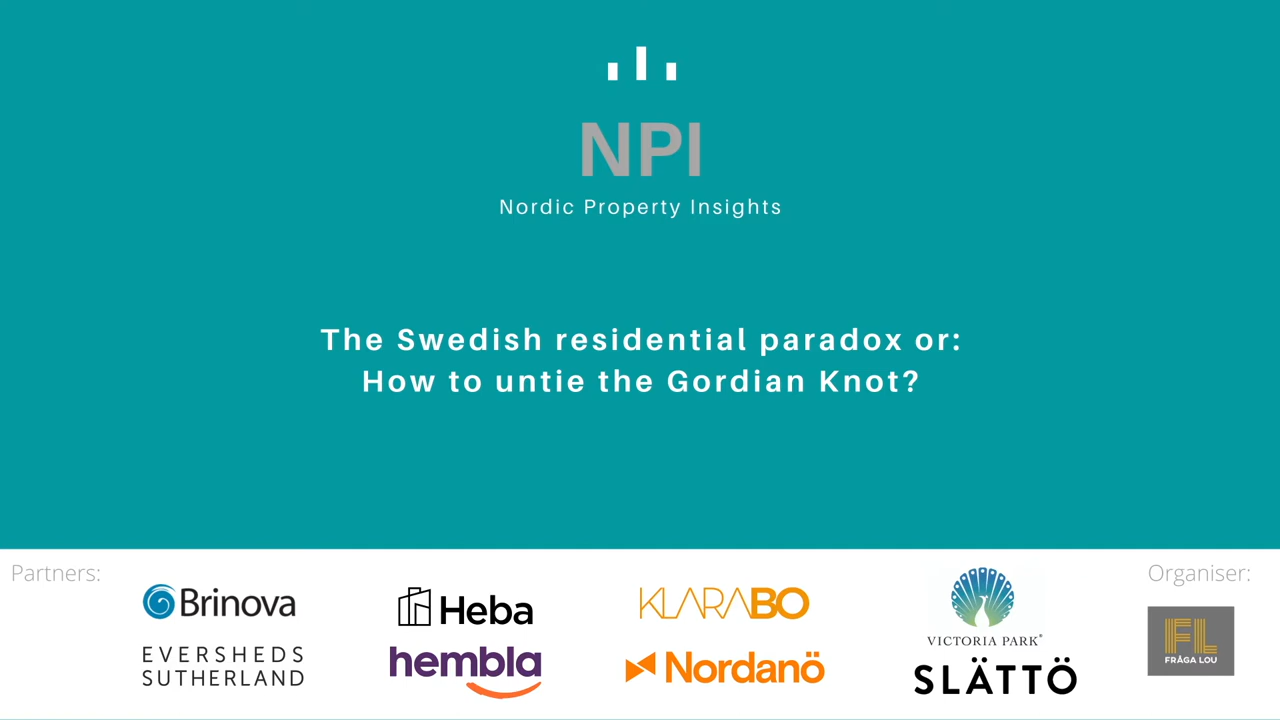 NPI
Nordic Property Insights
The Swedish residential paradox or:
How to untie the Gordian Knot?
Partners:
Brinova
EVERSHEDS
SUTHERLAND
Heba
hembla
KLARABO
Nordanö
VICTORIA PARK®
SLÄTTÖ
Organiser:
FL
FRÅGA LOU